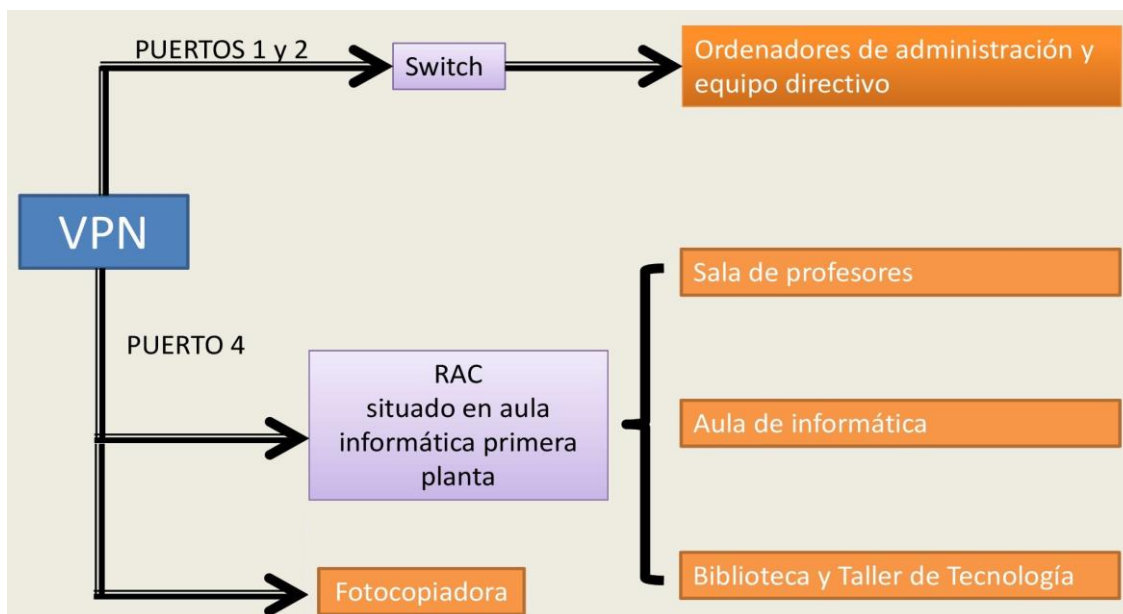 PUERTOS 1 y 2
Switch
Ordenadores de administración y
equipo directivo
VPN
Sala de profesores
PUERTO 4
RAC
situado en aula
informática primera
planta
Aula de informática
Fotocopiadora
Biblioteca y Taller de Tecnología